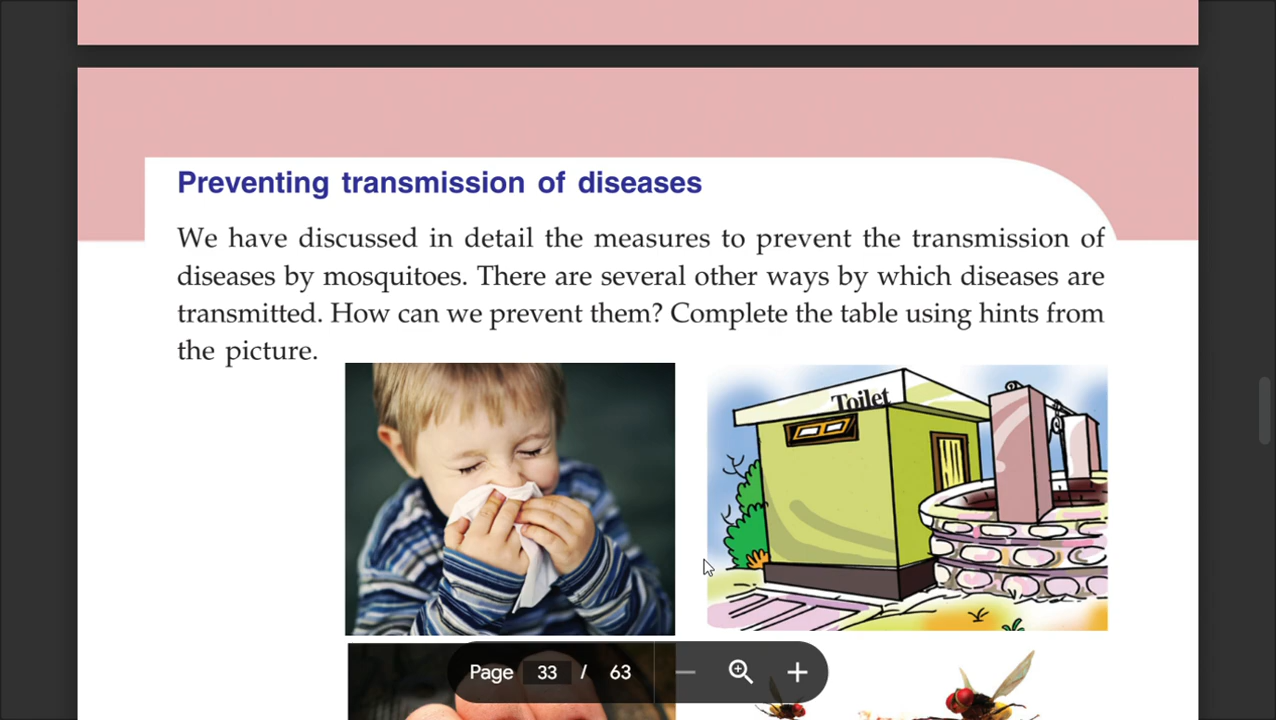 Preventing transmission of diseases
We have discussed in detail the measures to prevent the transmission of
diseases by mosquitoes. There are several other ways by which diseases are
transmitted. How can we prevent them? Complete the table using hints from
the picture.
Toilet
Page 33 / 63